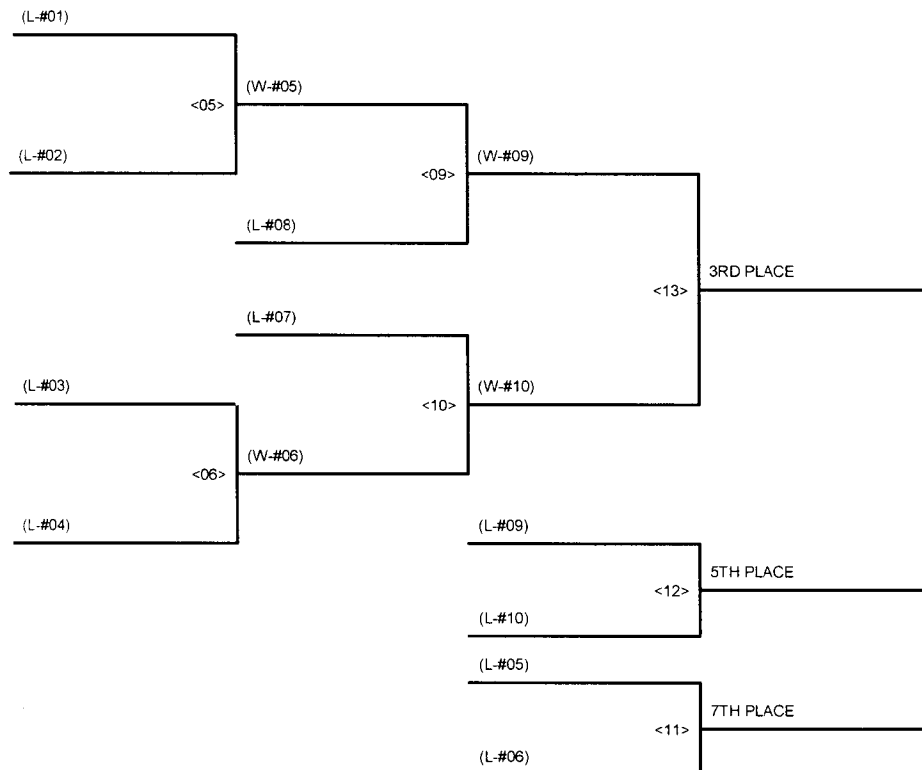 (L-#01)
(W-#05)
<05>
(L-#02)
(W-#09)
<09>
(L-#08)
3RD PLACE
<13>
(L-#07)
(L-#03)
(W-#10)
<10>
(W-#06)
<06>
(L-#04)
(L-#09)
5TH PLACE
<12>
(L-#10)
(L-#05)
7TH PLACE
<11>
(L-#06)